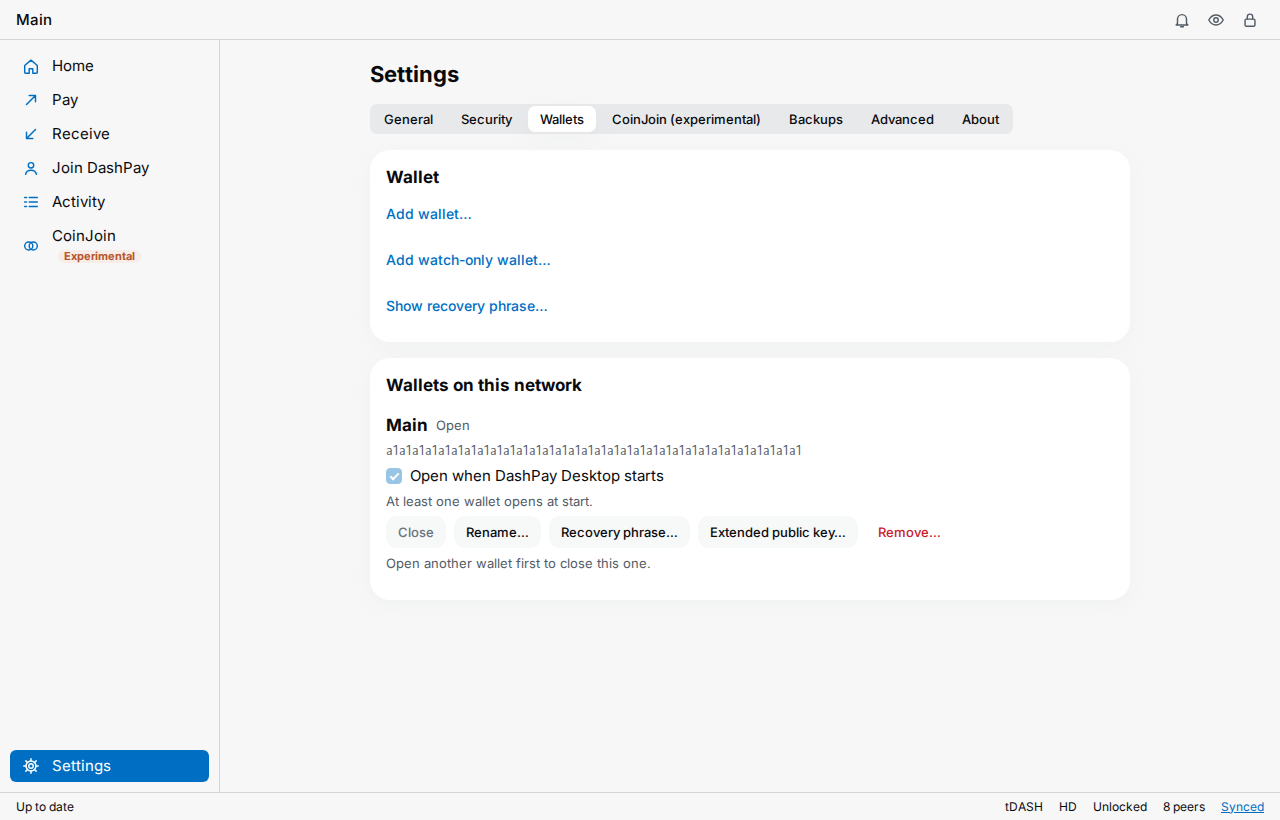 Main
Home
Pay
Receive
Join DashPay
Activity
CoinJoin
Experimental
Settings
Settings
General Security Wallets CoinJoin (experimental) Backups Advanced About
Wallet
Add wallet...
Add watch-only wallet...
Show recovery phrase...
Wallets on this network
Main Open
a1a1a1a1a1a1a1a1a1a1a1a1a1a1a1a1a1a1a1a1a1a1a1a1a1a1a1a1a1a1a1a1
Open when DashPay Desktop starts
At least one wallet opens at start.
Close Rename... Recovery phrase... Extended public key... Remove...
Open another wallet first to close this one.
Up to date tDASH HD Unlocked 8 peers Synced